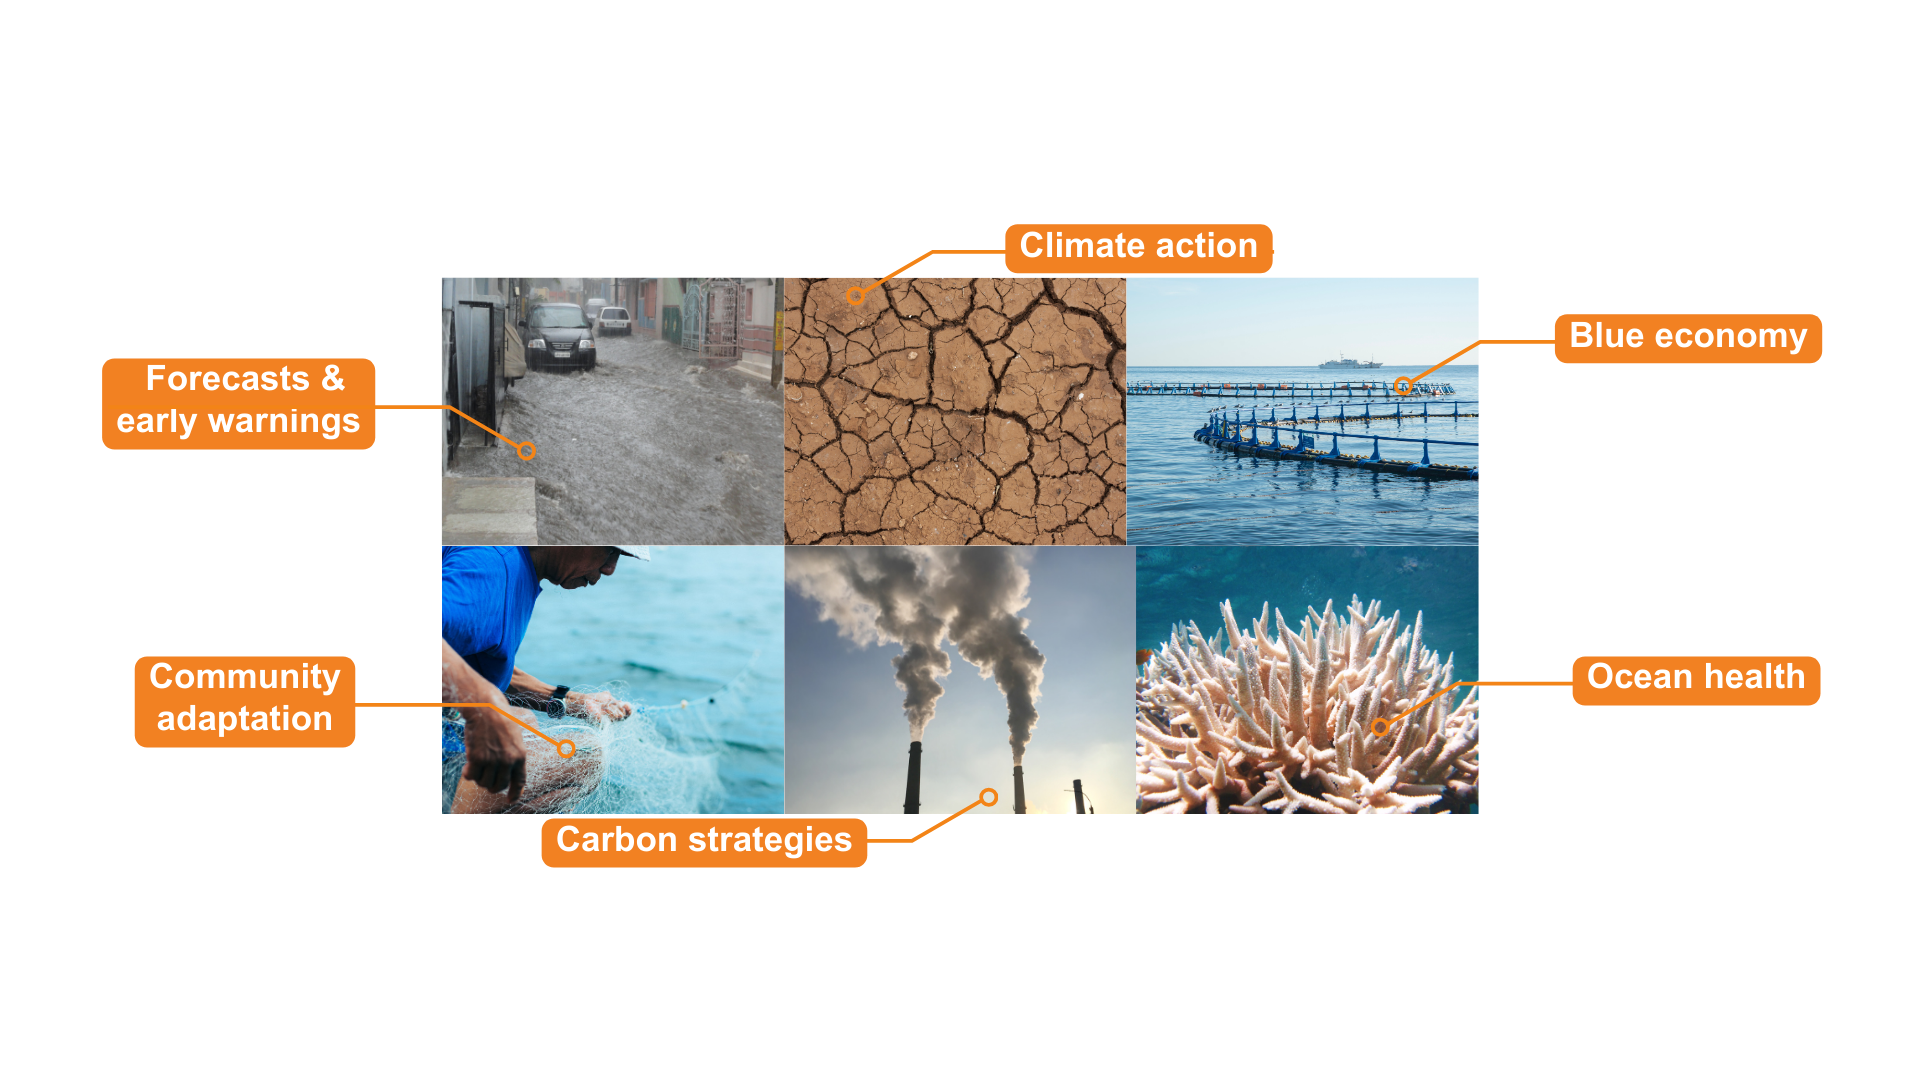 Climate action
Blue economy
Forecasts &
early warnings
Community
adaptation
Ocean health
Carbon strategies